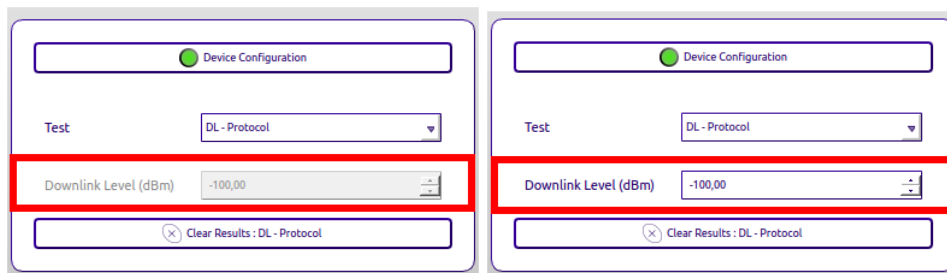 Device Configuration
Test DL - Protocol
Downlink Level (dBm) -100,00
Clear Results : DL - Protocol
Device Configuration
Test DL - Protocol
Downlink Level (dBm) -100,00
Clear Results : DL - Protocol